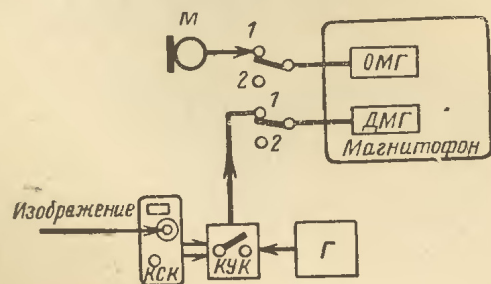 М
1
2
ОМГ
1
2
ДМГ
Магнитофон
Изображение
КСК
КУК
Г